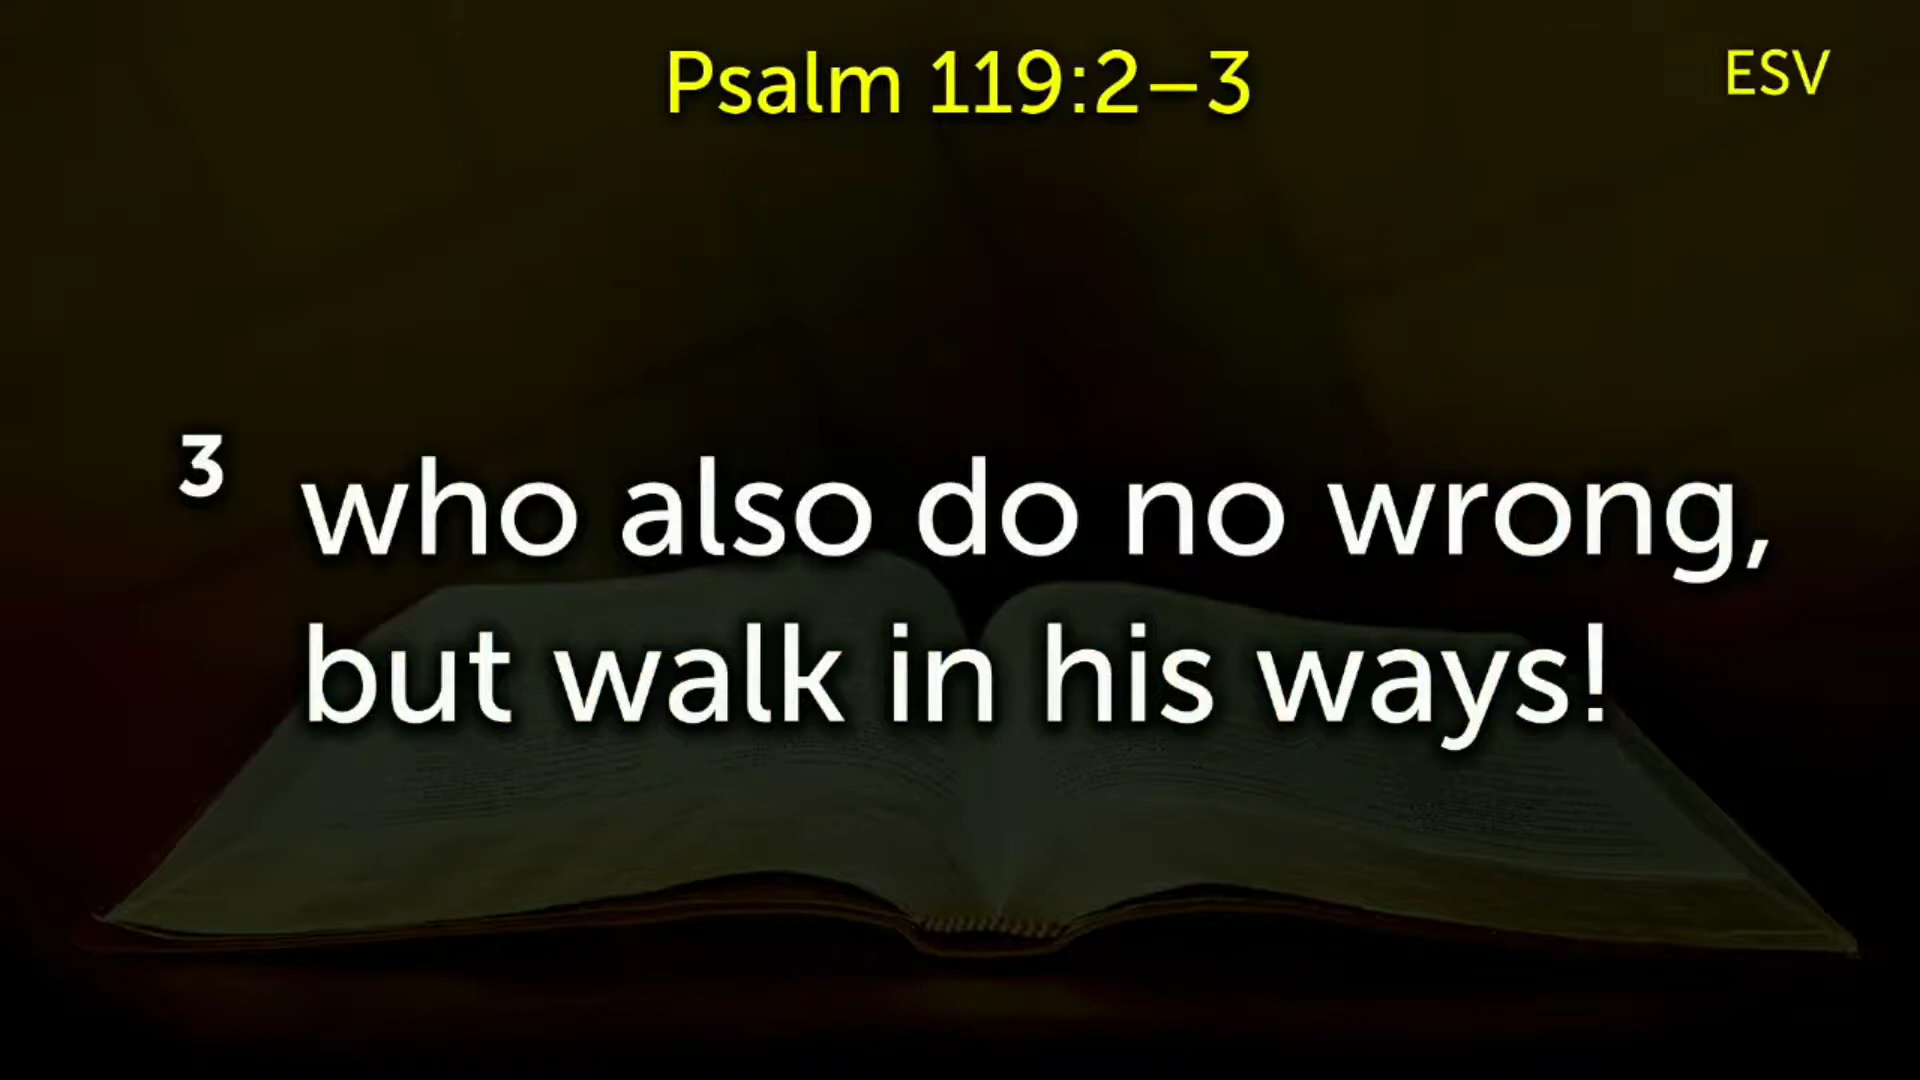 Psalm 119:2–3
ESV
3 who also do no wrong,
but walk in his ways!